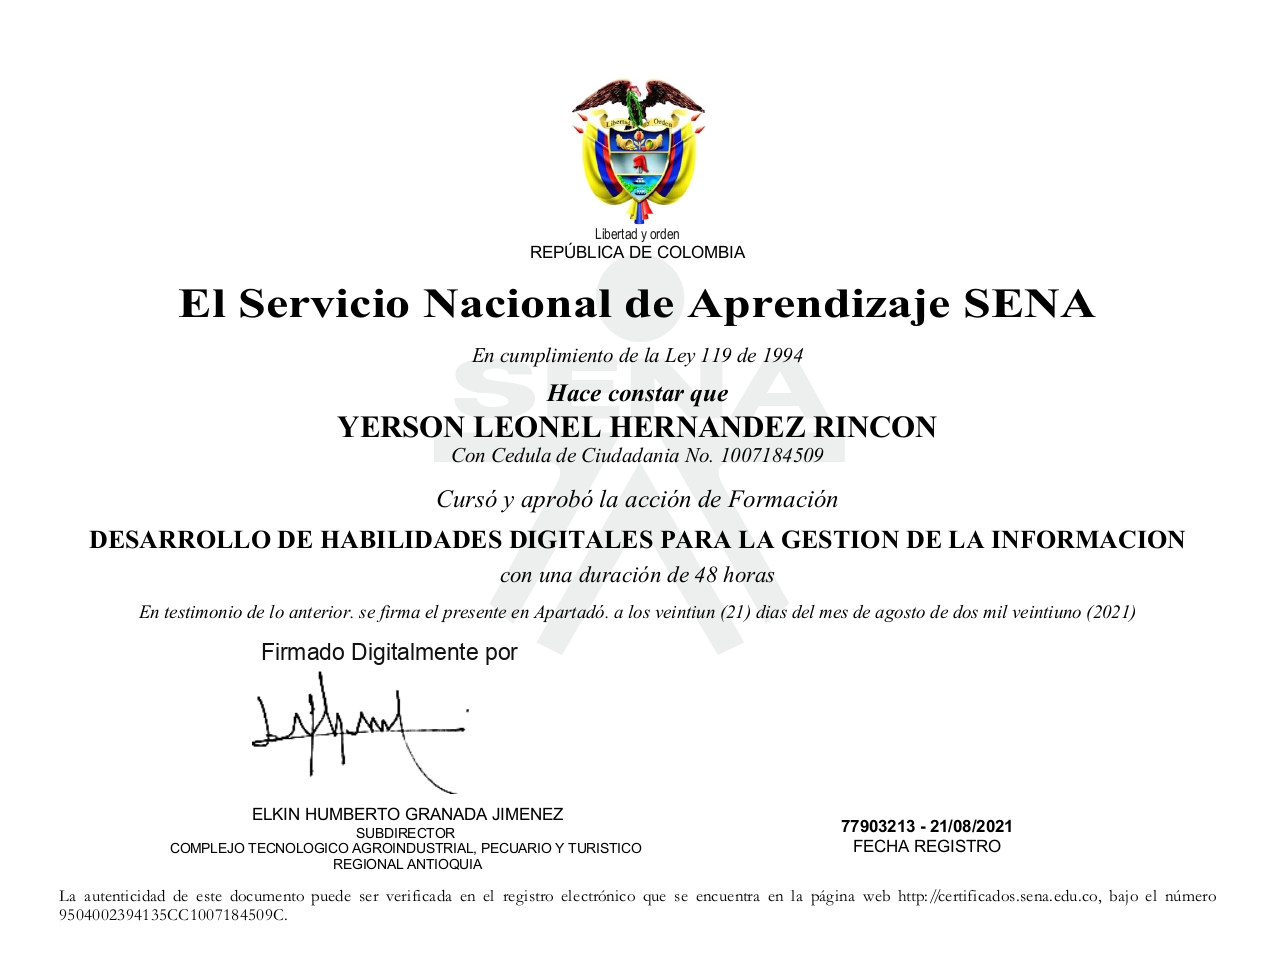 Libertad y Orden
Libertad y orden
REPÚBLICA DE COLOMBIA
El Servicio Nacional de Aprendizaje SENA
En cumplimiento de la Ley 119 de 1994
SENA
Hace constar que
YERSON LEONEL HERNANDEZ RINCON
Con Cedula de Ciudadania No. 1007184509
Cursó y aprobó la acción de Formación
DESARROLLO DE HABILIDADES DIGITALES PARA LA GESTION DE LA INFORMACION
con una duración de 48 horas
En testimonio de lo anterior. se firma el presente en Apartadó. a los veintiun (21) dias del mes de agosto de dos mil veintiuno (2021)
Firmado Digitalmente por
ELKIN HUMBERTO GRANADA JIMENEZ
SUBDIRECTOR
COMPLEJO TECNOLOGICO AGROINDUSTRIAL, PECUARIO Y TURISTICO
REGIONAL ANTIOQUIA
77903213 - 21/08/2021
FECHA REGISTRO
La autenticidad de este documento puede ser verificada en el registro electrónico que se encuentra en la página web http://certificados.sena.edu.co, bajo el número
9504002394135CC1007184509C.